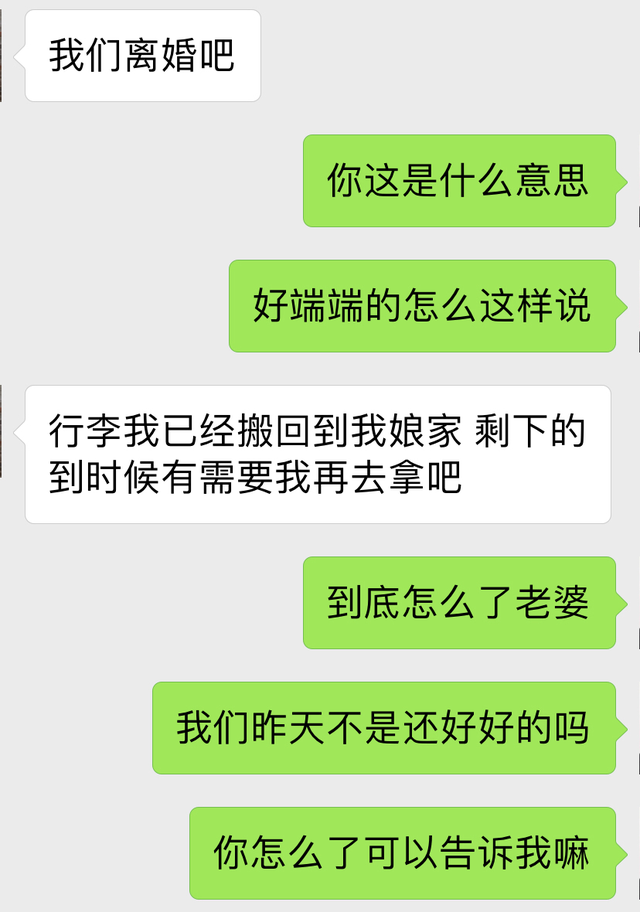 我们离婚吧
你这是什么意思
好端端的怎么这样说
行李我已经搬回到我娘家 剩下的
到时候有需要我再去拿吧
到底怎么了老婆
我们昨天不是还好好的吗
你怎么了可以告诉我嘛